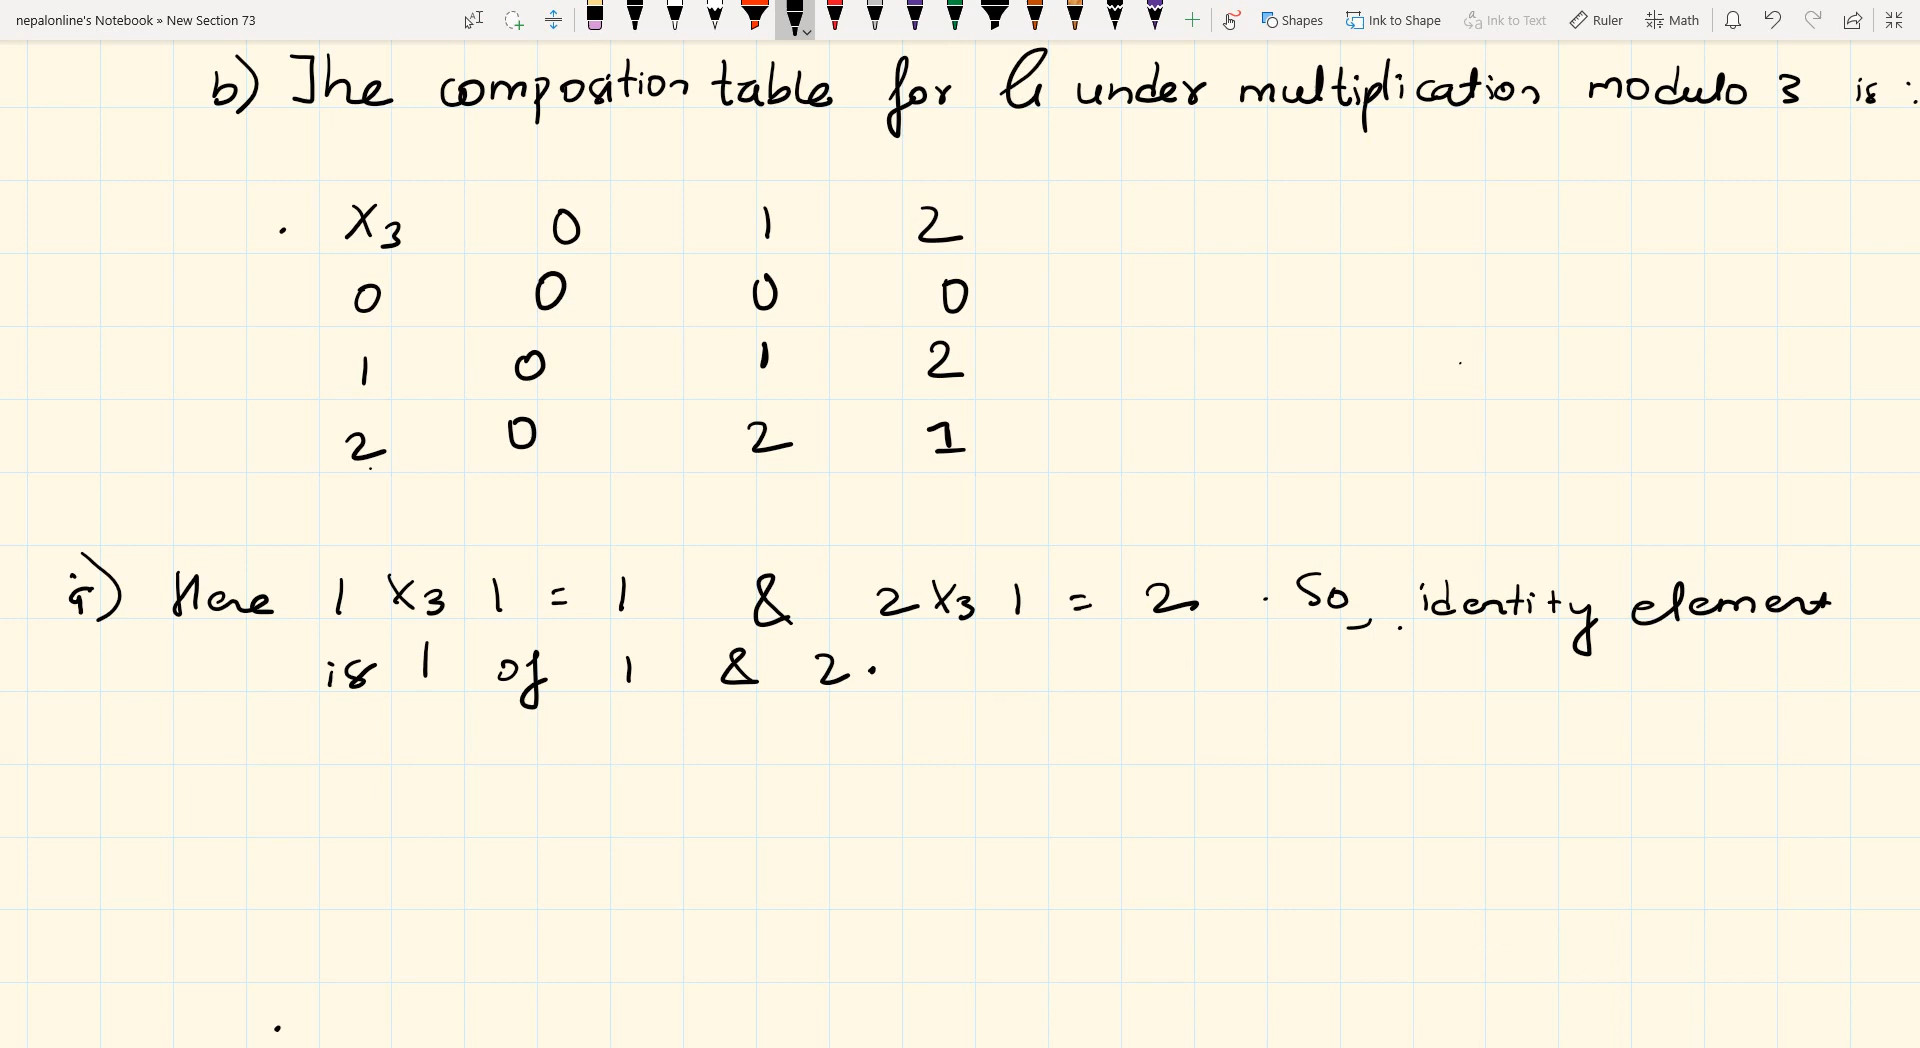 nepalonline's Notebook » New Section 73 Shapes Ink to Shape Ink to Text Ruler Math
b) The composition table for G under multiplication modulo 3 is :
X3 0 1 2
0 0 0 0
1 0 1 2
2 0 2 1
i) Here 1 X3 1 = 1 & 2 X3 1 = 2 . So, identity element
is 1 of 1 & 2.